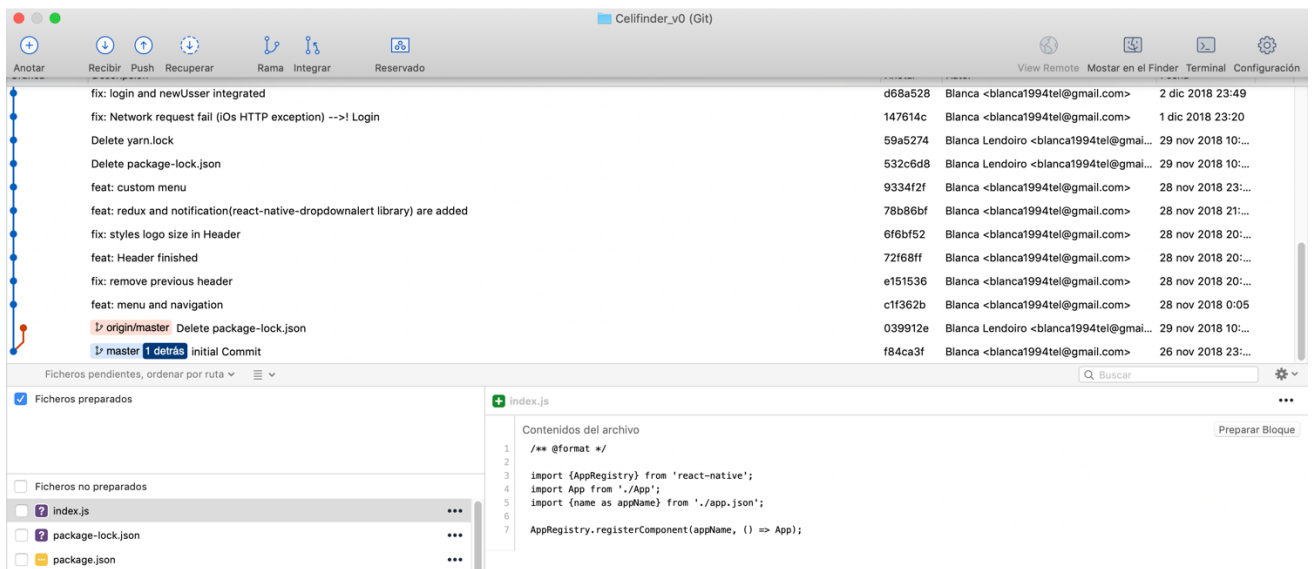 Celifinder_v0 (Git)
Anotar Recibir Push Recuperar Rama Integrar Reservado View Remote Mostar en el Finder Terminal Configuración
fix: login and newUsser integrated d68a528 Blanca <blanca1994tel@gmail.com> 2 dic 2018 23:49
fix: Network request fail (iOs HTTP exception) -->! Login 147614c Blanca <blanca1994tel@gmail.com> 1 dic 2018 23:20
Delete yarn.lock 59a5274 Blanca Lendoiro <blanca1994tel@gmai... 29 nov 2018 10:...
Delete package-lock.json 532c6d8 Blanca Lendoiro <blanca1994tel@gmai... 29 nov 2018 10:...
feat: custom menu 9334f2f Blanca <blanca1994tel@gmail.com> 28 nov 2018 23:...
feat: redux and notification(react-native-dropdownalert library) are added 78b86bf Blanca <blanca1994tel@gmail.com> 28 nov 2018 21:...
fix: styles logo size in Header 6f6bf52 Blanca <blanca1994tel@gmail.com> 28 nov 2018 20:...
feat: Header finished 72f68ff Blanca <blanca1994tel@gmail.com> 28 nov 2018 20:...
fix: remove previous header e151536 Blanca <blanca1994tel@gmail.com> 28 nov 2018 20:...
feat: menu and navigation c1f362b Blanca <blanca1994tel@gmail.com> 28 nov 2018 0:05
origin/master Delete package-lock.json 039912e Blanca Lendoiro <blanca1994tel@gmai... 29 nov 2018 10:...
master 1 detrás initial Commit f84ca3f Blanca <blanca1994tel@gmail.com> 26 nov 2018 23:...
Ficheros pendientes, ordenar por ruta Buscar
Ficheros preparados
Ficheros no preparados
? index.js •••
? package-lock.json •••
package.json •••
index.js •••
Contenidos del archivo Preparar Bloque
1 /** @format */
2
3 import {AppRegistry} from 'react-native';
4 import App from './App';
5 import {name as appName} from './app.json';
6
7 AppRegistry.registerComponent(appName, () => App);